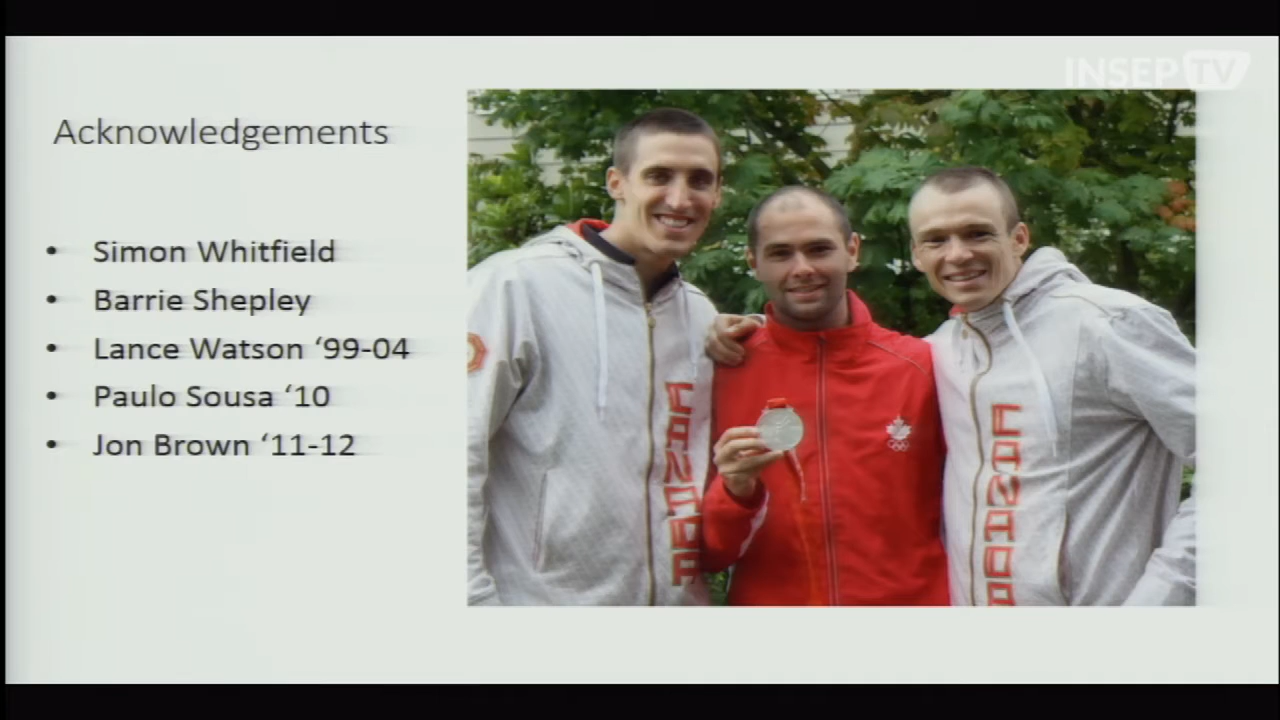 INSEP TV
Acknowledgements
• Simon Whitfield
• Barrie Shepley
• Lance Watson ‘99-04
• Paulo Sousa ‘10
• Jon Brown ‘11-12
CANADA
CANADA